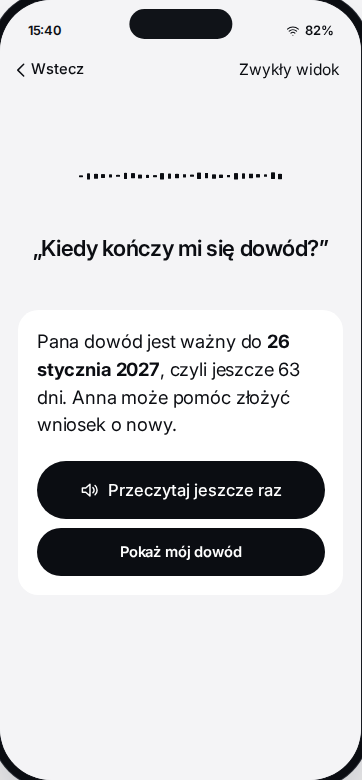 15:40
82%
Wstecz
Zwykły widok
„Kiedy kończy mi się dowód?”
Pana dowód jest ważny do 26
stycznia 2027, czyli jeszcze 63
dni. Anna może pomóc złożyć
wniosek o nowy.
Przeczytaj jeszcze raz
Pokaż mój dowód